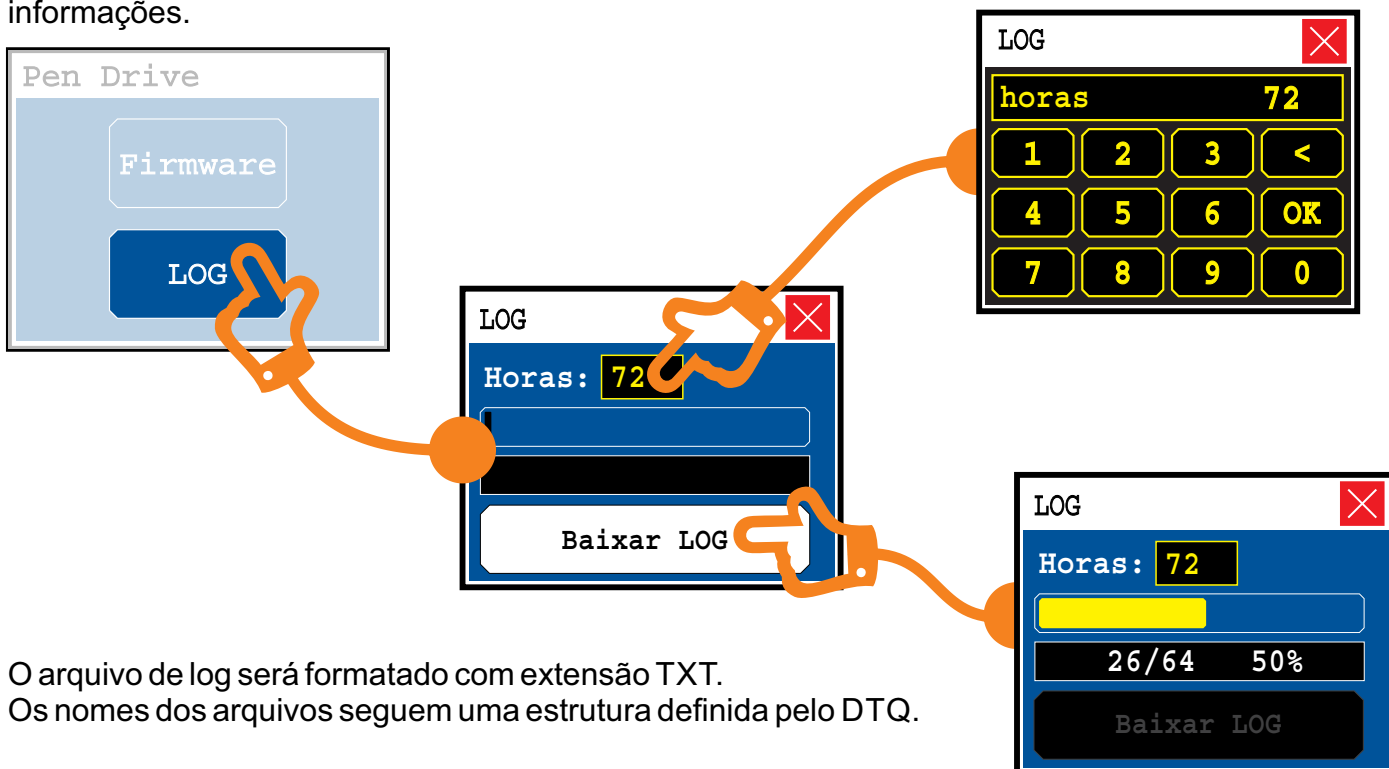 informações.
Pen Drive
Firmware
LOG
LOG
horas 72
1 2 3 <
4 5 6 OK
7 8 9 0
LOG
Horas: 72
Baixar LOG
LOG
Horas: 72
26/64 50%
Baixar LOG
O arquivo de log será formatado com extensão TXT.
Os nomes dos arquivos seguem uma estrutura definida pelo DTQ.